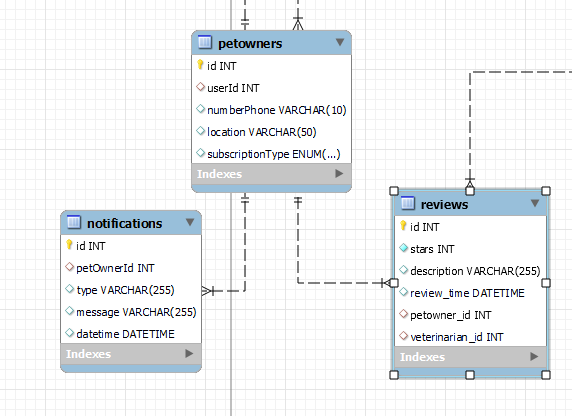 petowners
id INT
userId INT
numberPhone VARCHAR(10)
location VARCHAR(50)
subscriptionType ENUM(...)
Indexes
notifications
id INT
petOwnerId INT
type VARCHAR(255)
message VARCHAR(255)
datetime DATETIME
Indexes
reviews
id INT
stars INT
description VARCHAR(255)
review_time DATETIME
petowner_id INT
veterinarian_id INT
Indexes